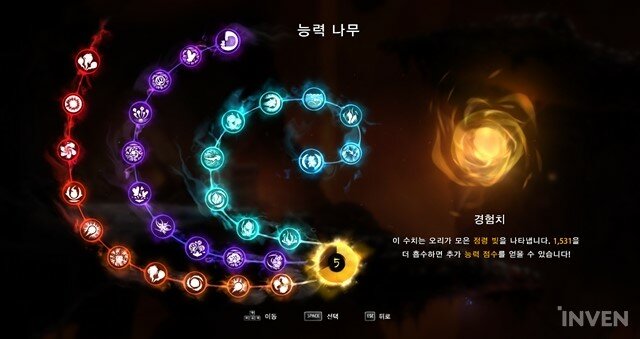 능력 나무
경험치
이 수치는 오리가 모은 정령 빛을 나타냅니다. 1,531을
더 흡수하면 추가 능력 점수를 얻을 수 있습니다!
5
이동
SPACE 선택
ESC 뒤로
INVEN